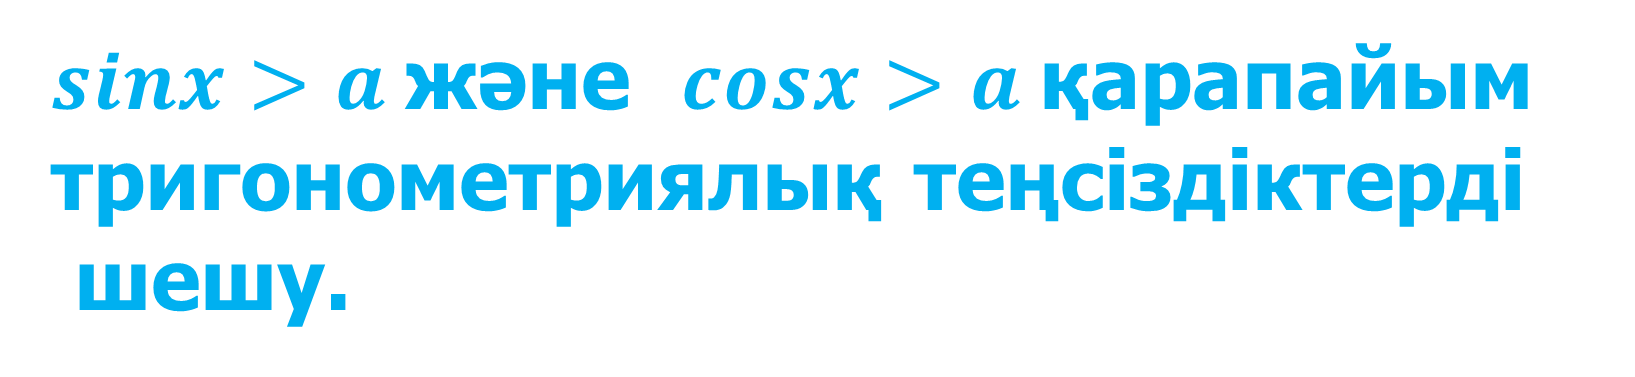 sinx > a және cosx > a қарапайым
тригонометриялық теңсіздіктерді
шешу.